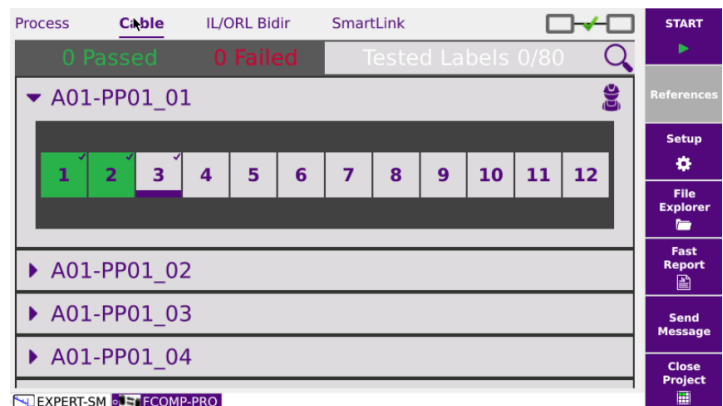 Process Cable IL/ORL Bidir SmartLink
0 Passed 0 Failed Tested Labels 0/80
A01-PP01_01
1 2 3 4 5 6 7 8 9 10 11 12
A01-PP01_02
A01-PP01_03
A01-PP01_04
EXPERT-SM FCOMP-PRO
START
References
Setup
File
Explorer
Fast
Report
Send
Message
Close
Project